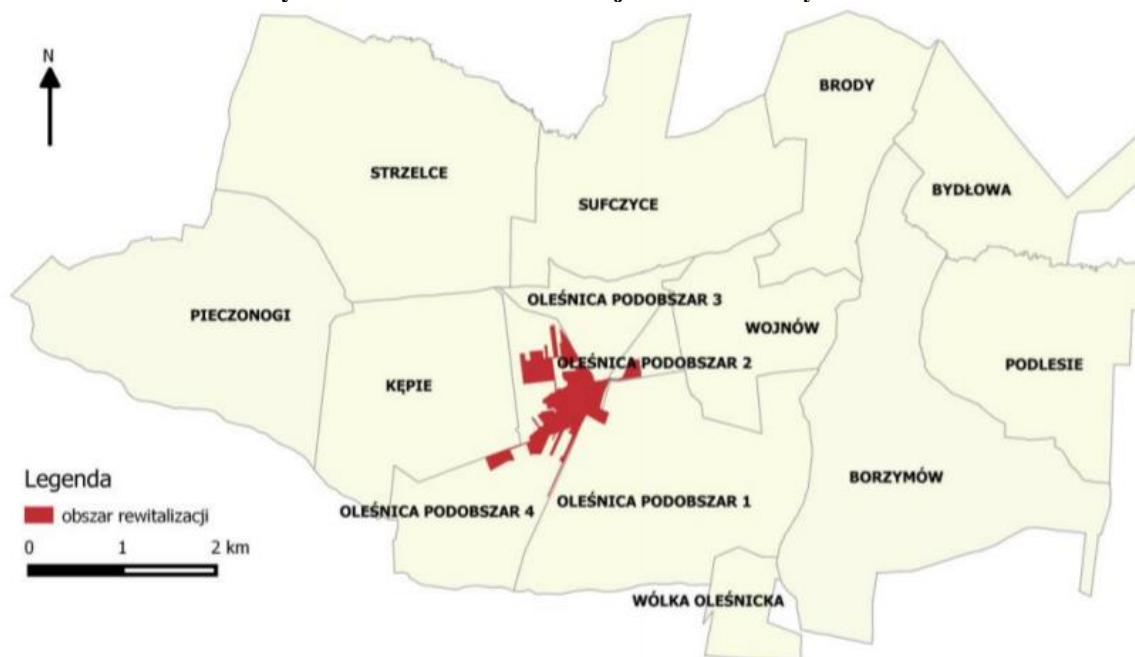 N
BRODY
STRZELCE
BYDŁOWA
SUFCZYCE
OLEŚNICA PODOBSZAR 3
PIECZONOGI
WOJNÓW
OLEŚNICA PODOBSZAR 2
PODLESIE
KĘPIE
BORZYMÓW
OLEŚNICA PODOBSZAR 1
OLEŚNICA PODOBSZAR 4
Legenda
obszar rewitalizacji
0 1 2 km
WÓLKA OLEŚNICKA